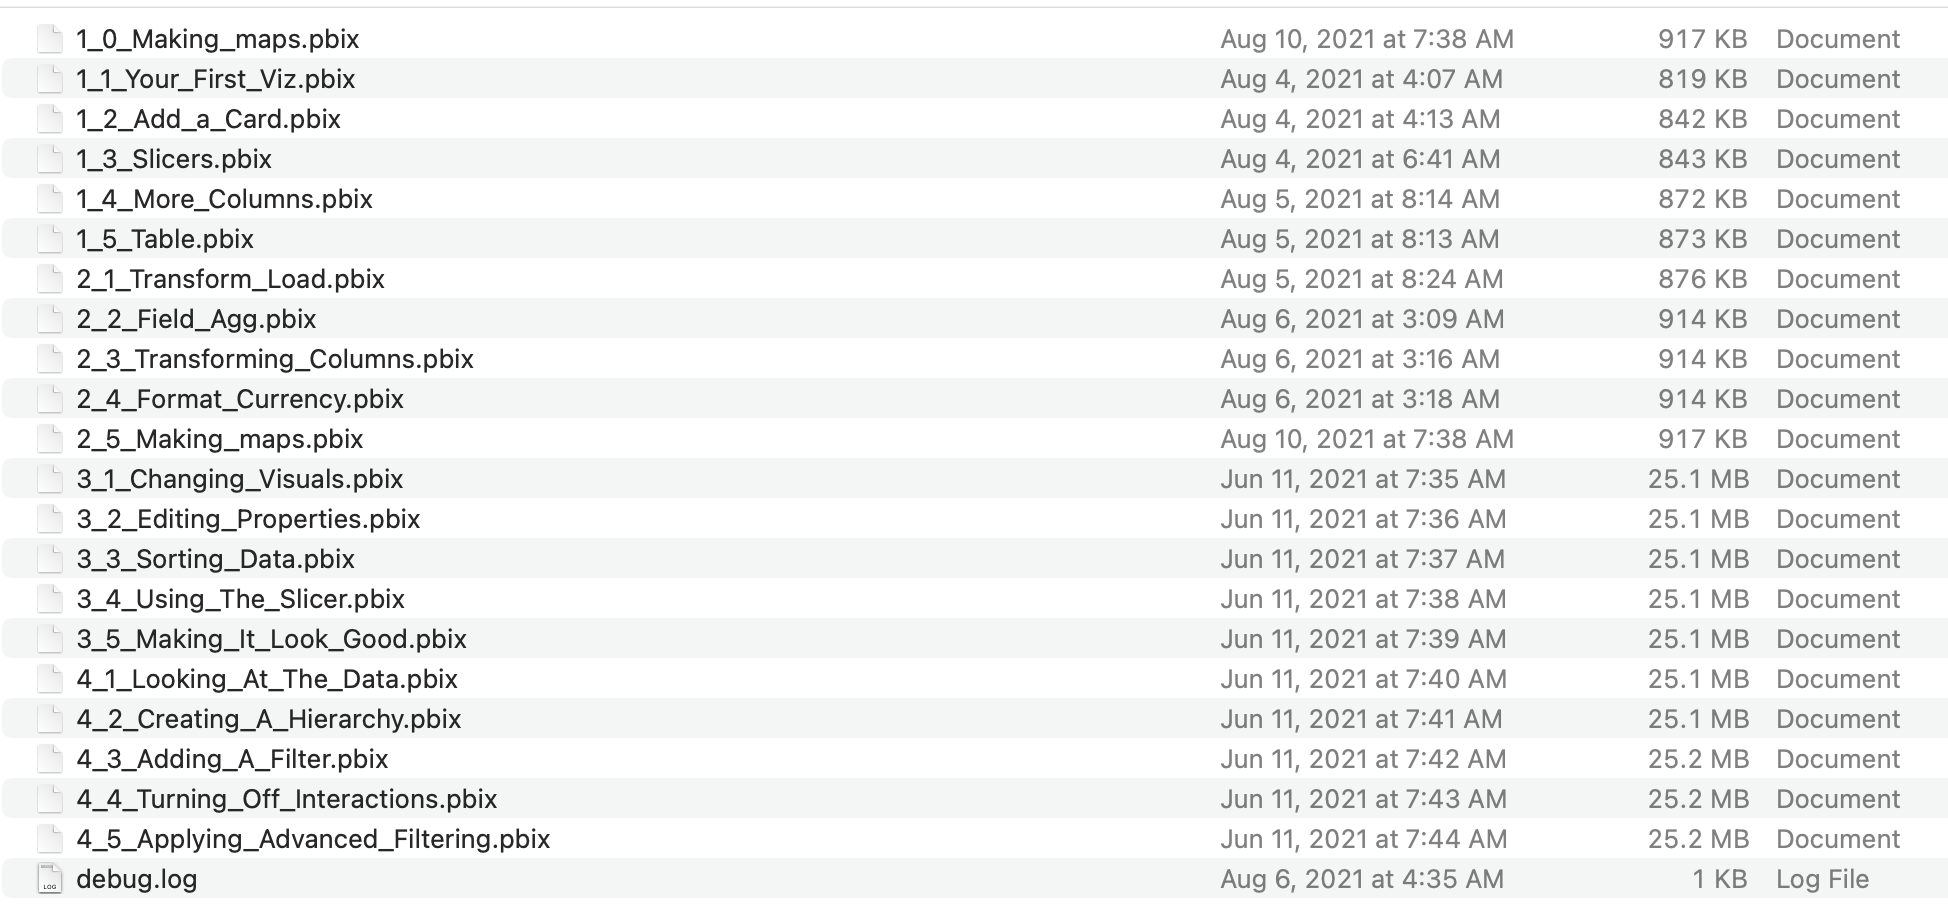 1_0_Making_maps.pbix Aug 10, 2021 at 7:38 AM 917 KB Document
1_1_Your_First_Viz.pbix Aug 4, 2021 at 4:07 AM 819 KB Document
1_2_Add_a_Card.pbix Aug 4, 2021 at 4:13 AM 842 KB Document
1_3_Slicers.pbix Aug 4, 2021 at 6:41 AM 843 KB Document
1_4_More_Columns.pbix Aug 5, 2021 at 8:14 AM 872 KB Document
1_5_Table.pbix Aug 5, 2021 at 8:13 AM 873 KB Document
2_1_Transform_Load.pbix Aug 5, 2021 at 8:24 AM 876 KB Document
2_2_Field_Agg.pbix Aug 6, 2021 at 3:09 AM 914 KB Document
2_3_Transforming_Columns.pbix Aug 6, 2021 at 3:16 AM 914 KB Document
2_4_Format_Currency.pbix Aug 6, 2021 at 3:18 AM 914 KB Document
2_5_Making_maps.pbix Aug 10, 2021 at 7:38 AM 917 KB Document
3_1_Changing_Visuals.pbix Jun 11, 2021 at 7:35 AM 25.1 MB Document
3_2_Editing_Properties.pbix Jun 11, 2021 at 7:36 AM 25.1 MB Document
3_3_Sorting_Data.pbix Jun 11, 2021 at 7:37 AM 25.1 MB Document
3_4_Using_The_Slicer.pbix Jun 11, 2021 at 7:38 AM 25.1 MB Document
3_5_Making_It_Look_Good.pbix Jun 11, 2021 at 7:39 AM 25.1 MB Document
4_1_Looking_At_The_Data.pbix Jun 11, 2021 at 7:40 AM 25.1 MB Document
4_2_Creating_A_Hierarchy.pbix Jun 11, 2021 at 7:41 AM 25.1 MB Document
4_3_Adding_A_Filter.pbix Jun 11, 2021 at 7:42 AM 25.2 MB Document
4_4_Turning_Off_Interactions.pbix Jun 11, 2021 at 7:43 AM 25.2 MB Document
4_5_Applying_Advanced_Filtering.pbix Jun 11, 2021 at 7:44 AM 25.2 MB Document
LOG debug.log Aug 6, 2021 at 4:35 AM 1 KB Log File